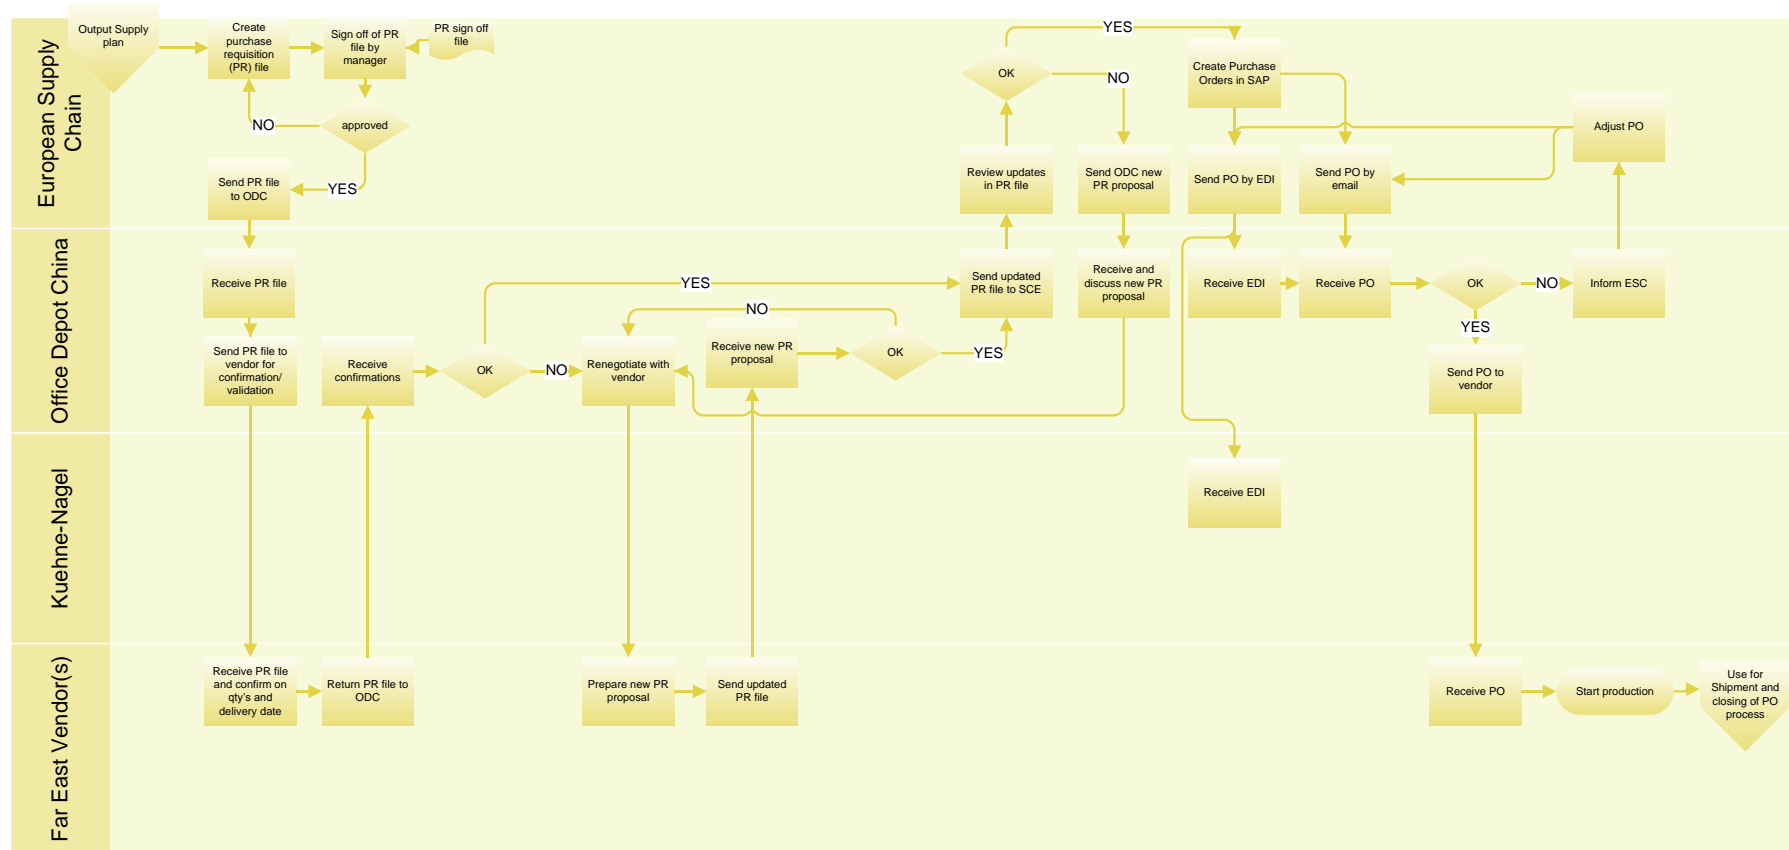 European Supply
Chain
Output Supply
plan
Create
purchase
requisition
(PR) file
Sign off of PR
file by
manager
PR sign off
file
approved
NO
YES
Send PR file
to ODC
OK
YES
NO
Review updates
in PR file
Send ODC new
PR proposal
Create Purchase
Orders in SAP
Send PO by EDI
Send PO by
email
Adjust PO
Office Depot China
Receive PR file
Send PR file to
vendor for
confirmation/
validation
Receive
confirmations
OK
YES
NO
Renegotiate with
vendor
NO
Receive new PR
proposal
OK
YES
Send updated
PR file to SCE
Receive and
discuss new PR
proposal
Receive EDI
Receive PO
OK
NO
Inform ESC
YES
Send PO to
vendor
Kuehne-Nagel
Receive EDI
Far East Vendor(s)
Receive PR file
and confirm on
qty's and
delivery date
Return PR file to
ODC
Prepare new PR
proposal
Send updated
PR file
Receive PO
Start production
Use for
Shipment and
closing of PO
process